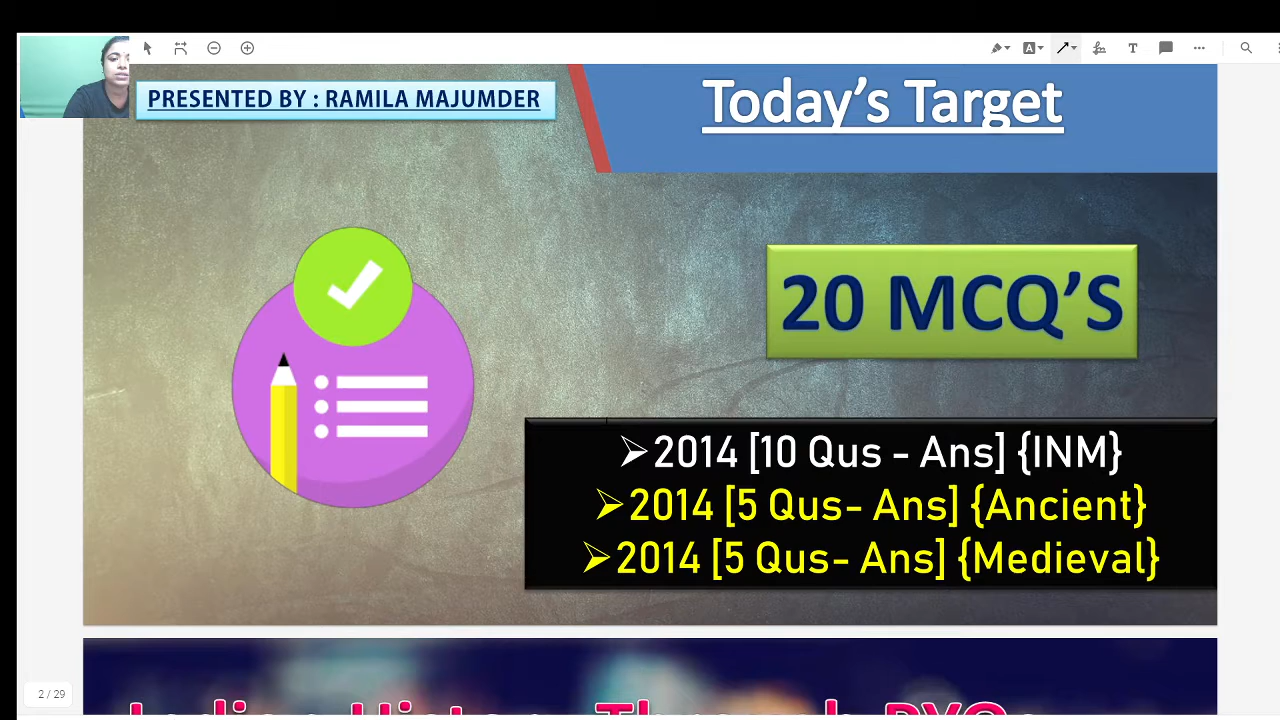 PRESENTED BY : RAMILA MAJUMDER
Today's Target
20 MCQ'S
➢2014 [10 Qus - Ans] {INM}
➢2014 [5 Qus- Ans] {Ancient}
➢2014 [5 Qus- Ans] {Medieval}
2 / 29